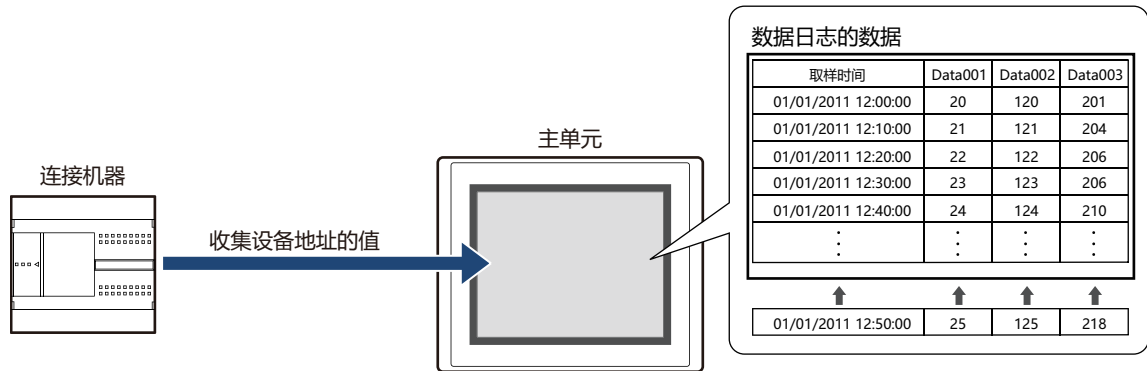 数据日志的数据
取样时间 Data001 Data002 Data003
01/01/2011 12:00:00 20 120 201
01/01/2011 12:10:00 21 121 204
01/01/2011 12:20:00 22 122 206
01/01/2011 12:30:00 23 123 206
01/01/2011 12:40:00 24 124 210
01/01/2011 12:50:00 25 125 218
主单元
连接机器
收集设备地址的值